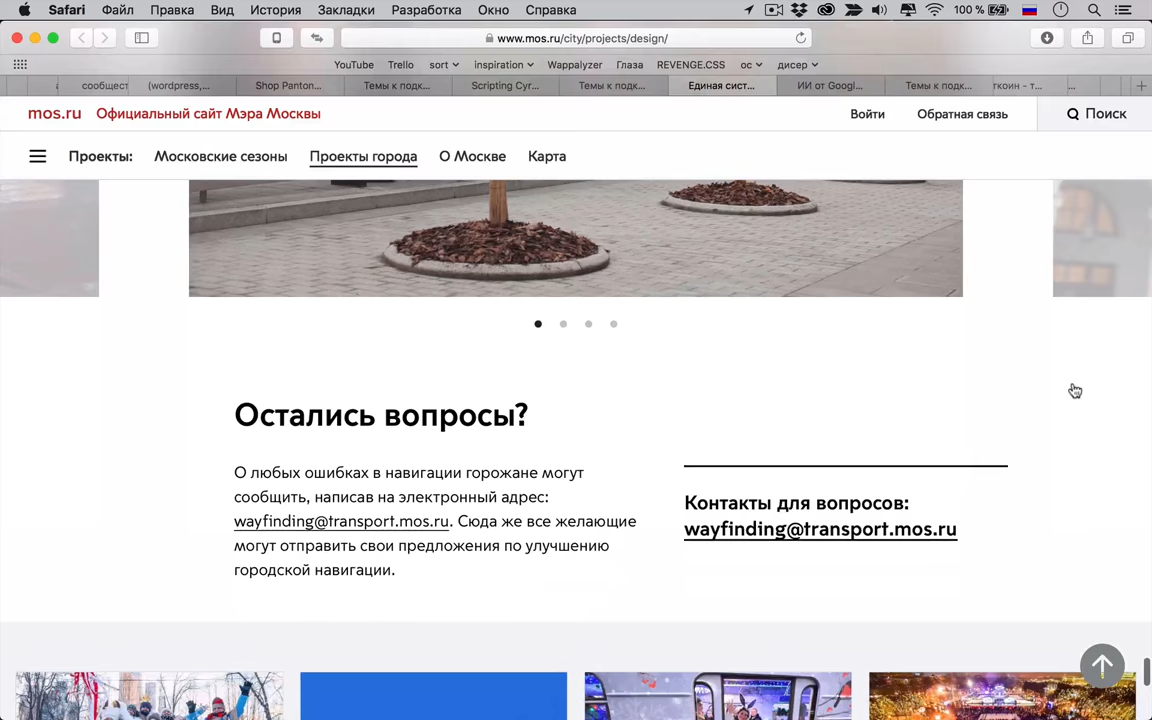 Safari Файл Правка Вид История Закладки Разработка Окно Справка 100 %
www.mos.ru/city/projects/design/
YouTube Trello sort inspiration Wappalyzer Глаза REVENGE.CSS ос дисер
сообщест (wordpress,... Shop Panton... Темы к подк... Scripting Cyr... Темы к подк... Единая сист... ИИ от Googl... Темы к подк... ткоин - т... ...
mos.ru Официальный сайт Мэра Москвы Войти Обратная связь Поиск
Проекты: Московские сезоны Проекты города О Москве Карта
Остались вопросы?
О любых ошибках в навигации горожане могут
сообщить, написав на электронный адрес:
wayfinding@transport.mos.ru. Сюда же все желающие
могут отправить свои предложения по улучшению
городской навигации.
Контакты для вопросов:
wayfinding@transport.mos.ru